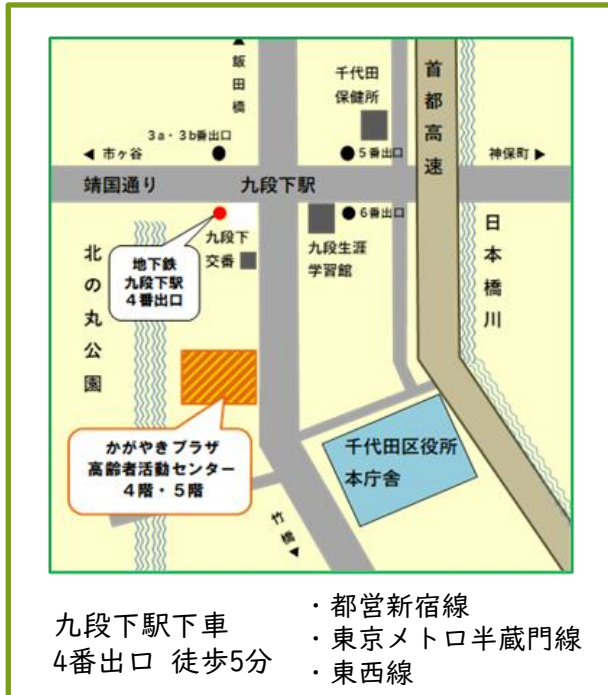 ▲飯田橋
千代田
保健所
首都高速
3a・3b番出口
◀ 市ヶ谷
5番出口
神保町 ▶
靖国通り
九段下駅
6番出口
地下鉄
九段下駅
4番出口
九段下
交番
九段生涯
学習館
日本橋川
北の丸公園
かがやきプラザ
高齢者活動センター
4階・5階
千代田区役所
本庁舎
竹橋▼
九段下駅下車
4番出口 徒歩5分
・都営新宿線
・東京メトロ半蔵門線
・東西線